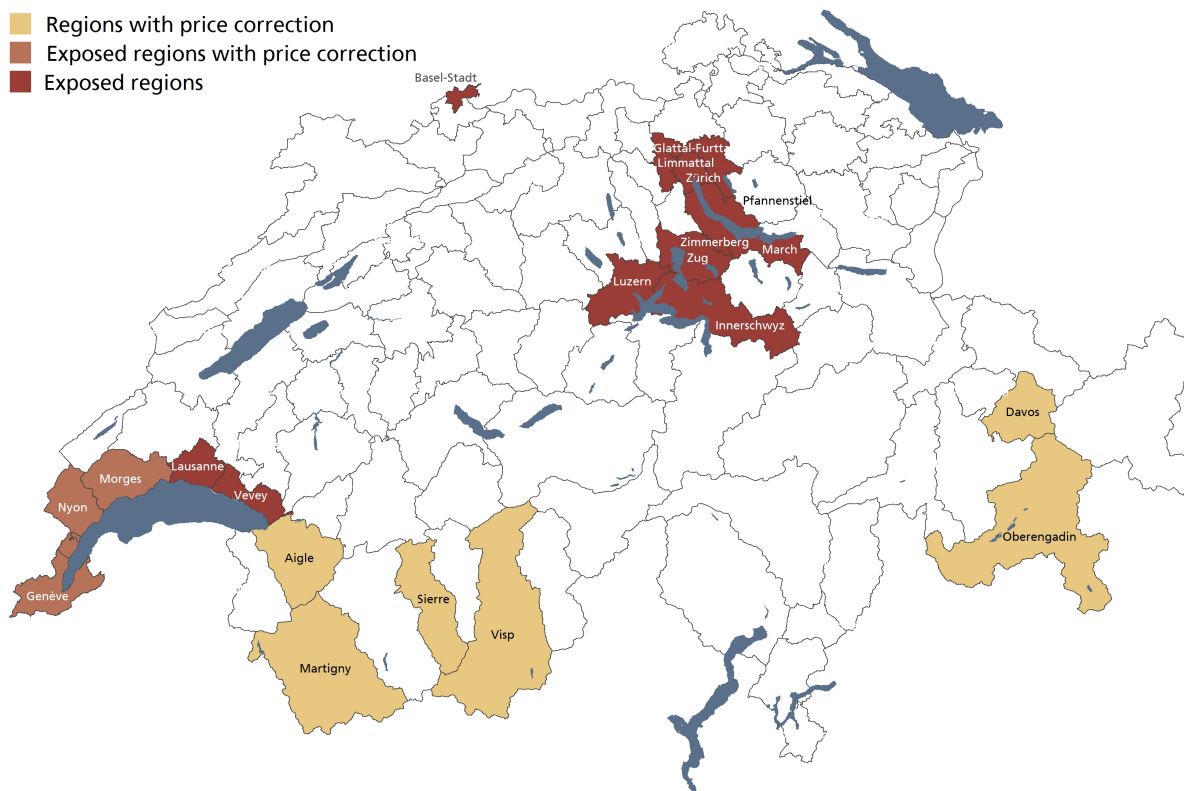 Regions with price correction
Exposed regions with price correction
Exposed regions
Basel-Stadt
Glattal-Furtta
Limmattal
Zürich
Pfannenstiel
Zimmerberg
March
Zug
Luzern
Innerschwyz
Davos
Lausanne
Morges
Vevey
Nyon
Oberengadin
Aigle
Genève
Sierre
Visp
Martigny